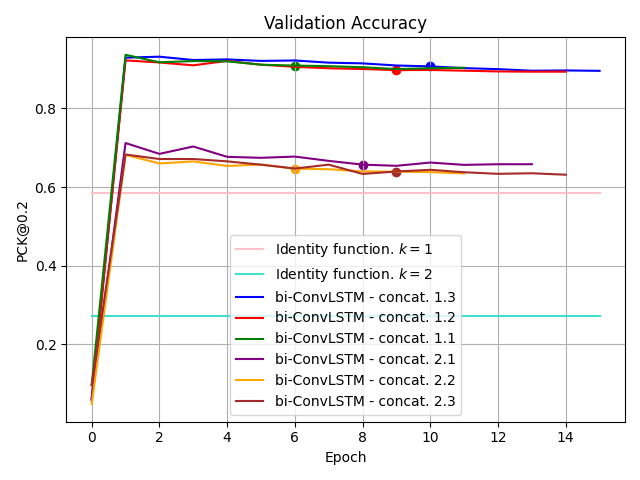 Validation Accuracy
PCK@0.2
0.8
0.6
0.4
0.2
Identity function. k = 1
Identity function. k = 2
bi-ConvLSTM - concat. 1.3
bi-ConvLSTM - concat. 1.2
bi-ConvLSTM - concat. 1.1
bi-ConvLSTM - concat. 2.1
bi-ConvLSTM - concat. 2.2
bi-ConvLSTM - concat. 2.3
0 2 4 6 8 10 12 14
Epoch